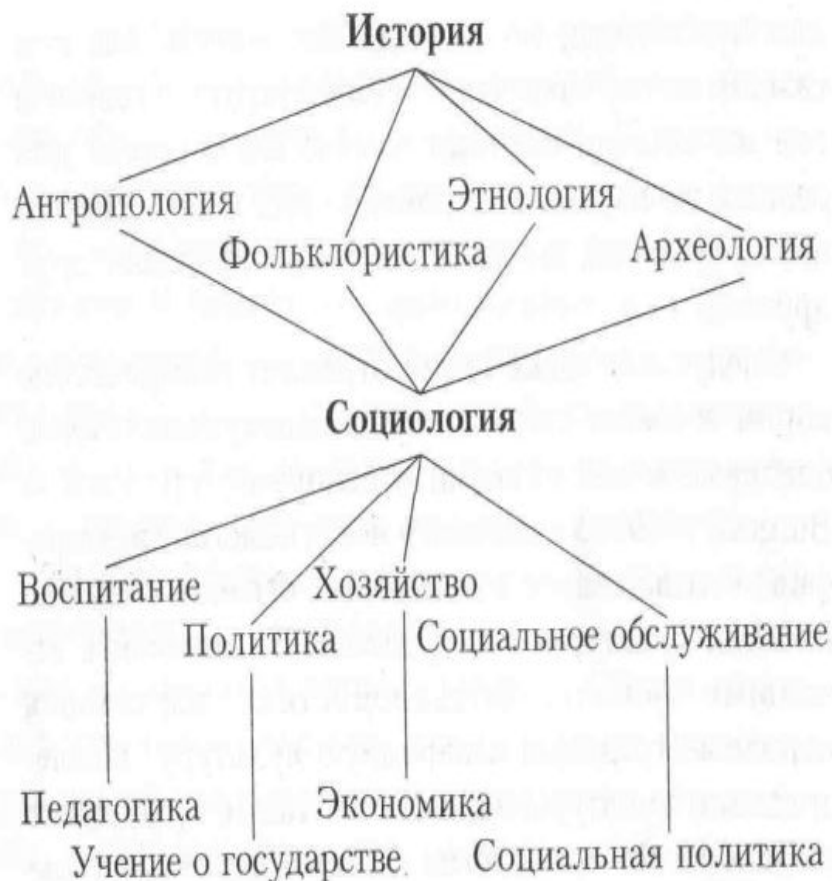 История
Антропология
Этнология
Фольклористика
Археология
Социология
Воспитание
Хозяйство
Политика
Социальное обслуживание
Педагогика
Экономика
Учение о государстве
Социальная политика